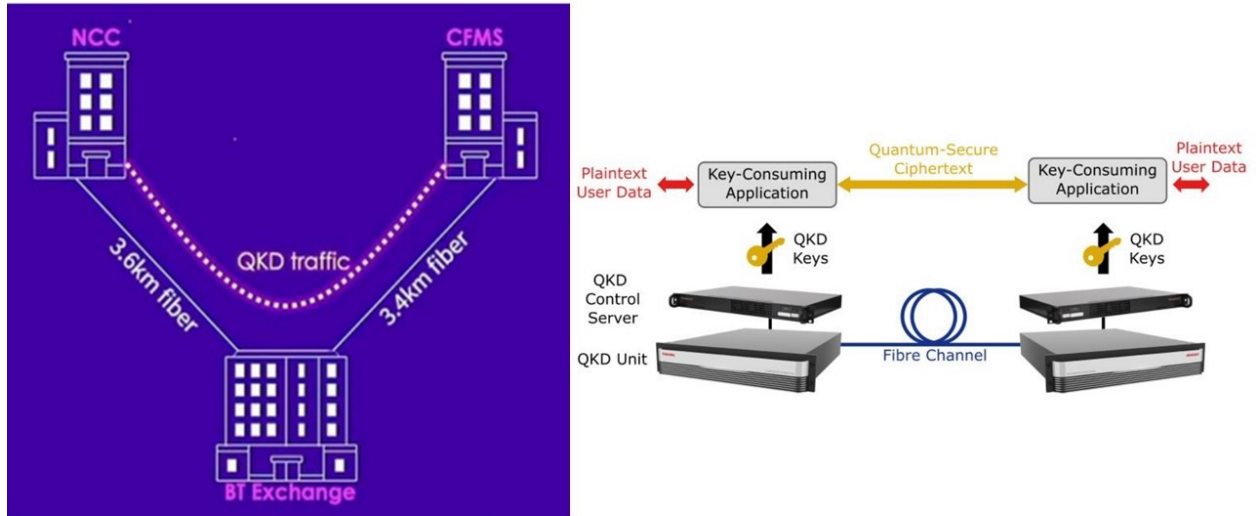 NCC
CFMS
QKD traffic
3.6km fiber
3.4km fiber
BT Exchange
Plaintext
User Data
Key-Consuming
Application
Quantum-Secure
Ciphertext
Key-Consuming
Application
Plaintext
User Data
QKD
Keys
QKD
Keys
QKD
Control
Server
QKD Unit
Fibre Channel